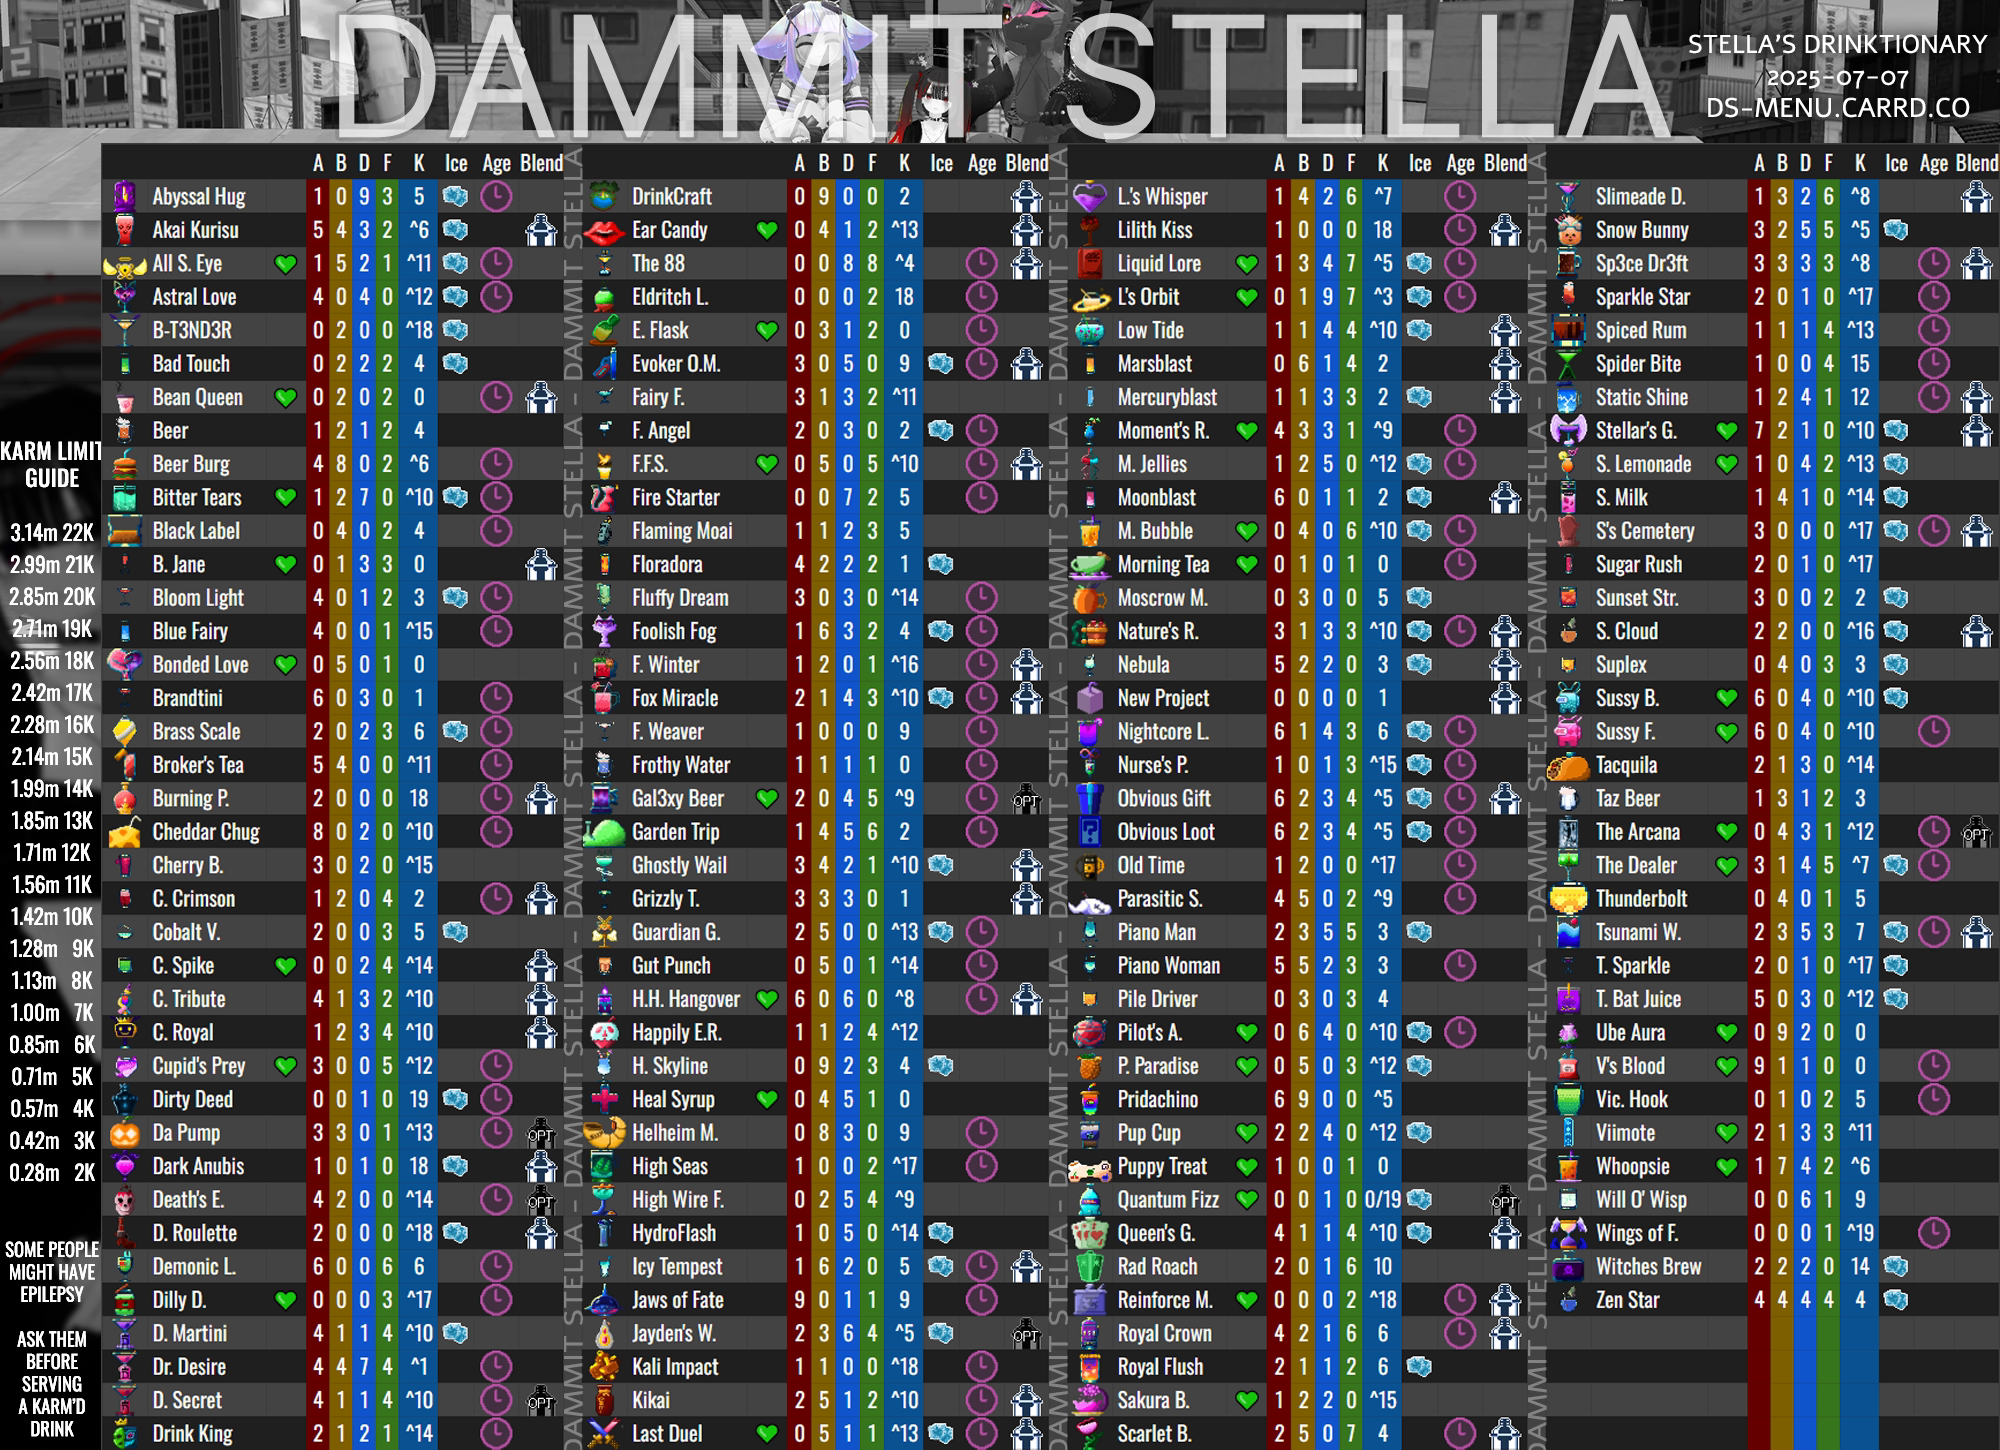 DAMMIT STELLA
STELLA'S DRINKTIONARY
2025-07-07
DS-MENU.CARRD.CO
KARM LIMIT
GUIDE
3.14m 22K
2.99m 21K
2.85m 20K
2.71m 19K
2.56m 18K
2.42m 17K
2.28m 16K
2.14m 15K
1.99m 14K
1.85m 13K
1.71m 12K
1.56m 11K
1.42m 10K
1.28m 9K
1.13m 8K
1.00m 7K
0.85m 6K
0.71m 5K
0.57m 4K
0.42m 3K
0.28m 2K
SOME PEOPLE
MIGHT HAVE
EPILEPSY
ASK THEM
BEFORE
SERVING
A KARM'D
DRINK
A B D F K Ice Age Blend
Abyssal Hug 1 0 9 3 5
Akai Kurisu 5 4 3 2 ^6
All S. Eye 1 5 2 1 ^11
Astral Love 4 0 4 0 ^12
B-T3ND3R 0 2 0 0 ^18
Bad Touch 0 2 2 2 4
Bean Queen 0 2 0 2 0
Beer 1 2 1 2 4
Beer Burg 4 8 0 2 ^6
Bitter Tears 1 2 7 0 ^10
Black Label 0 4 0 2 4
B. Jane 0 1 3 3 0
Bloom Light 4 0 1 2 3
Blue Fairy 4 0 0 1 ^15
Bonded Love 0 5 0 1 0
Brandtini 6 0 3 0 1
Brass Scale 2 0 2 3 6
Broker's Tea 5 4 0 0 ^11
Burning P. 2 0 0 0 18
Cheddar Chug 8 0 2 0 ^10
Cherry B. 3 0 2 0 ^15
C. Crimson 1 2 0 4 2
Cobalt V. 2 0 0 3 5
C. Spike 0 0 2 4 ^14
C. Tribute 4 1 3 2 ^10
C. Royal 1 2 3 4 ^10
Cupid's Prey 3 0 0 5 ^12
Dirty Deed 0 0 1 0 19
Da Pump 3 3 0 1 ^13 OPT
Dark Anubis 1 0 1 0 18
Death's E. 4 2 0 0 ^14 OPT
D. Roulette 2 0 0 0 ^18
Demonic L. 6 0 0 6 6
Dilly D. 0 0 0 3 ^17
D. Martini 4 1 1 4 ^10
Dr. Desire 4 4 7 4 ^1
D. Secret 4 1 1 4 ^10 OPT
Drink King 2 1 2 1 ^14
DAMMIT STELLA - DAMMIT STELLA - DAMMIT STELLA - DAMMIT STELLA
A B D F K Ice Age Blend
DrinkCraft 0 9 0 0 2
Ear Candy 0 4 1 2 ^13
The 88 0 0 8 8 ^4
Eldritch L. 0 0 0 2 18
E. Flask 0 3 1 2 0
Evoker O.M. 3 0 5 0 9
Fairy F. 3 1 3 2 ^11
F. Angel 2 0 3 0 2
F.F.S. 0 5 0 5 ^10
Fire Starter 0 0 7 2 5
Flaming Moai 1 1 2 3 5
Floradora 4 2 2 2 1
Fluffy Dream 3 0 3 0 ^14
Foolish Fog 1 6 3 2 4
F. Winter 1 2 0 1 ^16
Fox Miracle 2 1 4 3 ^10
F. Weaver 1 0 0 0 9
Frothy Water 1 1 1 1 0
Gal3xy Beer 2 0 4 5 ^9 OPT
Garden Trip 1 4 5 6 2
Ghostly Wail 3 4 2 1 ^10
Grizzly T. 3 3 3 0 1
Guardian G. 2 5 0 0 ^13
Gut Punch 0 5 0 1 ^14
H.H. Hangover 6 0 6 0 ^8
Happily E.R. 1 1 2 4 ^12
H. Skyline 0 9 2 3 4
Heal Syrup 0 4 5 1 0
Helheim M. 0 8 3 0 9
High Seas 1 0 0 2 ^17
High Wire F. 0 2 5 4 ^9
HydroFlash 1 0 5 0 ^14
Icy Tempest 1 6 2 0 5
Jaws of Fate 9 0 1 1 9
Jayden's W. 2 3 6 4 ^5 OPT
Kali Impact 1 1 0 0 ^18
Kikai 2 5 1 2 ^10
Last Duel 0 5 1 1 ^13
DAMMIT STELLA - DAMMIT STELLA - DAMMIT STELLA - DAMMIT STELLA
A B D F K Ice Age Blend
L.'s Whisper 1 4 2 6 ^7
Lilith Kiss 1 0 0 0 18
Liquid Lore 1 3 4 7 ^5
L's Orbit 0 1 9 7 ^3
Low Tide 1 1 4 4 ^10
Marsblast 0 6 1 4 2
Mercuryblast 1 1 3 3 2
Moment's R. 4 3 3 1 ^9
M. Jellies 1 2 5 0 ^12
Moonblast 6 0 1 1 2
M. Bubble 0 4 0 6 ^10
Morning Tea 0 1 0 1 0
Moscrow M. 0 3 0 0 5
Nature's R. 3 1 3 3 ^10
Nebula 5 2 2 0 3
New Project 0 0 0 0 1
Nightcore L. 6 1 4 3 6
Nurse's P. 1 0 1 3 ^15
Obvious Gift 6 2 3 4 ^5
Obvious Loot 6 2 3 4 ^5
Old Time 1 2 0 0 ^17
Parasitic S. 4 5 0 2 ^9
Piano Man 2 3 5 5 3
Piano Woman 5 5 2 3 3
Pile Driver 0 3 0 3 4
Pilot's A. 0 6 4 0 ^10
P. Paradise 0 5 0 3 ^12
Pridachino 6 9 0 0 ^5
Pup Cup 2 2 4 0 ^12
Puppy Treat 1 0 0 1 0
Quantum Fizz 0 0 1 0 0/19 OPT
Queen's G. 4 1 1 4 ^10
Rad Roach 2 0 1 6 10
Reinforce M. 0 0 0 2 ^18
Royal Crown 4 2 1 6 6
Royal Flush 2 1 1 2 6
Sakura B. 1 2 2 0 ^15
Scarlet B. 2 5 0 7 4
DAMMIT STELLA - DAMMIT STELLA - DAMMIT STELLA - DAMMIT STELLA
A B D F K Ice Age Blend
Slimeade D. 1 3 2 6 ^8
Snow Bunny 3 2 5 5 ^5
Sp3ce Dr3ft 3 3 3 3 ^8
Sparkle Star 2 0 1 0 ^17
Spiced Rum 1 1 1 4 ^13
Spider Bite 1 0 0 4 15
Static Shine 1 2 4 1 12
Stellar's G. 7 2 1 0 ^10
S. Lemonade 1 0 4 2 ^13
S. Milk 1 4 1 0 ^14
S's Cemetery 3 0 0 0 ^17
Sugar Rush 2 0 1 0 ^17
Sunset Str. 3 0 0 2 2
S. Cloud 2 2 0 0 ^16
Suplex 0 4 0 3 3
Sussy B. 6 0 4 0 ^10
Sussy F. 6 0 4 0 ^10
Tacquila 2 1 3 0 ^14
Taz Beer 1 3 1 2 3
The Arcana 0 4 3 1 ^12 OPT
The Dealer 3 1 4 5 ^7
Thunderbolt 0 4 0 1 5
Tsunami W. 2 3 5 3 7
T. Sparkle 2 0 1 0 ^17
T. Bat Juice 5 0 3 0 ^12
Ube Aura 0 9 2 0 0
V's Blood 9 1 1 0 0
Vic. Hook 0 1 0 2 5
Viimote 2 1 3 3 ^11
Whoopsie 1 7 4 2 ^6
Will O' Wisp 0 0 6 1 9
Wings of F. 0 0 0 1 ^19
Witches Brew 2 2 2 0 14
Zen Star 4 4 4 4 4